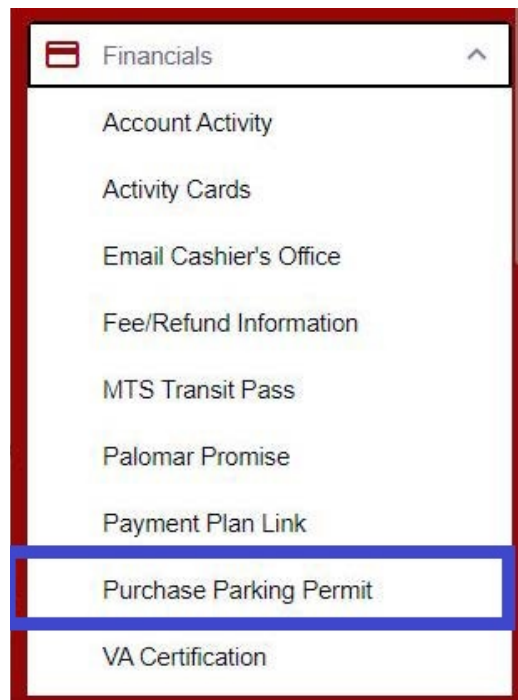 Financials
Account Activity
Activity Cards
Email Cashier's Office
Fee/Refund Information
MTS Transit Pass
Palomar Promise
Payment Plan Link
Purchase Parking Permit
VA Certification